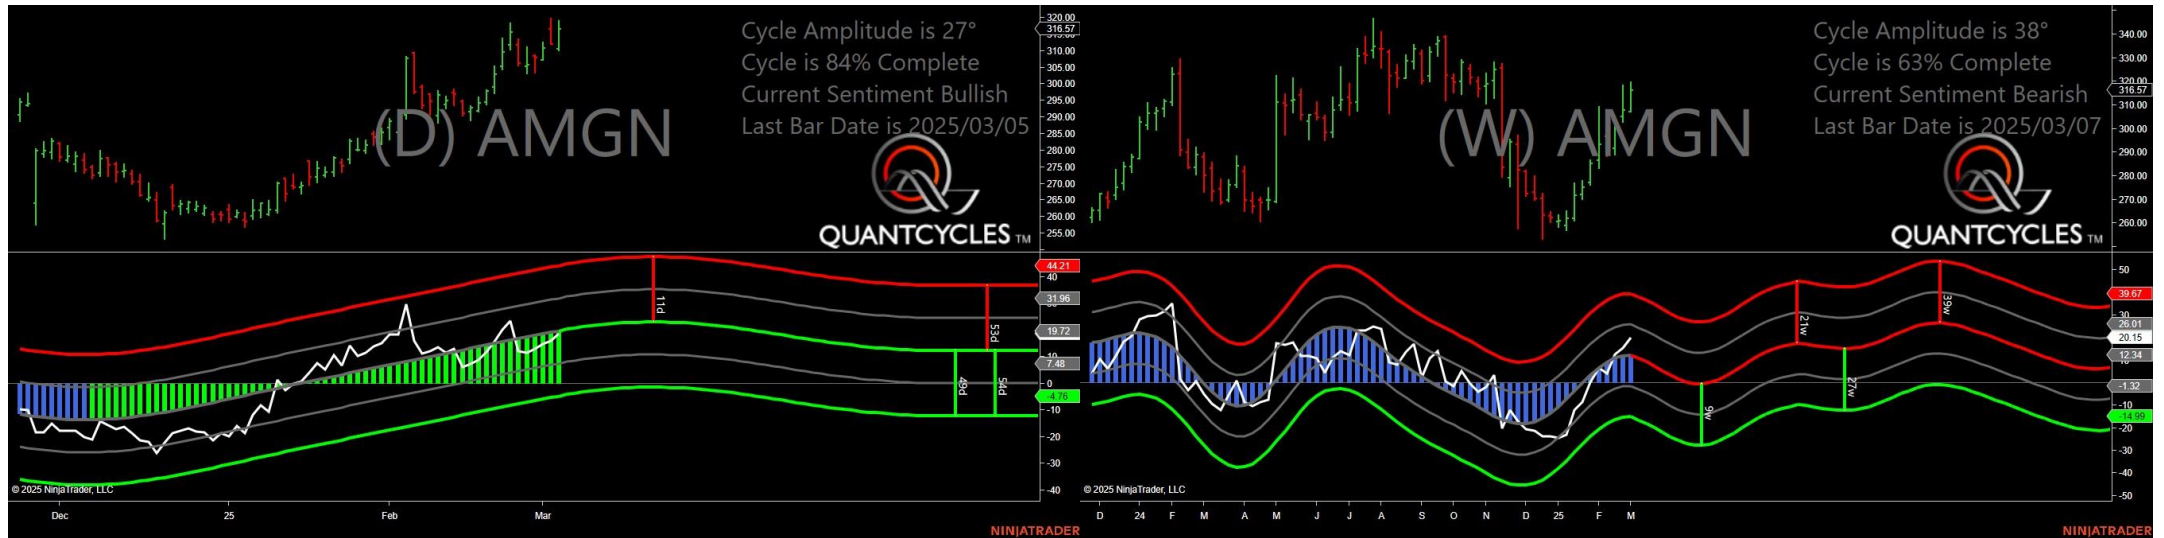 Cycle Amplitude is 27°
Cycle is 84% Complete
Current Sentiment Bullish
Last Bar Date is 2025/03/05
(D) AMGN
QUANTCYCLES TM
320.00
316.57
310.00
305.00
300.00
295.00
290.00
285.00
280.00
275.00
270.00
265.00
260.00
255.00
44.21
40
31.96
19.72
10
7.48
0
-4.76
-10
-20
-30
-40
11d
53d
49d
54d
© 2025 NinjaTrader, LLC
Dec
25
Feb
Mar
NINJATRADER
Cycle Amplitude is 38°
Cycle is 63% Complete
Current Sentiment Bearish
Last Bar Date is 2025/03/07
(W) AMGN
QUANTCYCLES TM
340.00
330.00
320.00
316.57
310.00
300.00
290.00
280.00
270.00
260.00
50
39.67
30
26.01
20.15
12.34
-1.32
-10
-14.99
-20
-30
-40
-50
21w
39w
9w
27w
© 2025 NinjaTrader, LLC
D
24
F
M
A
M
J
J
A
S
O
N
D
25
F
M
NINJATRADER